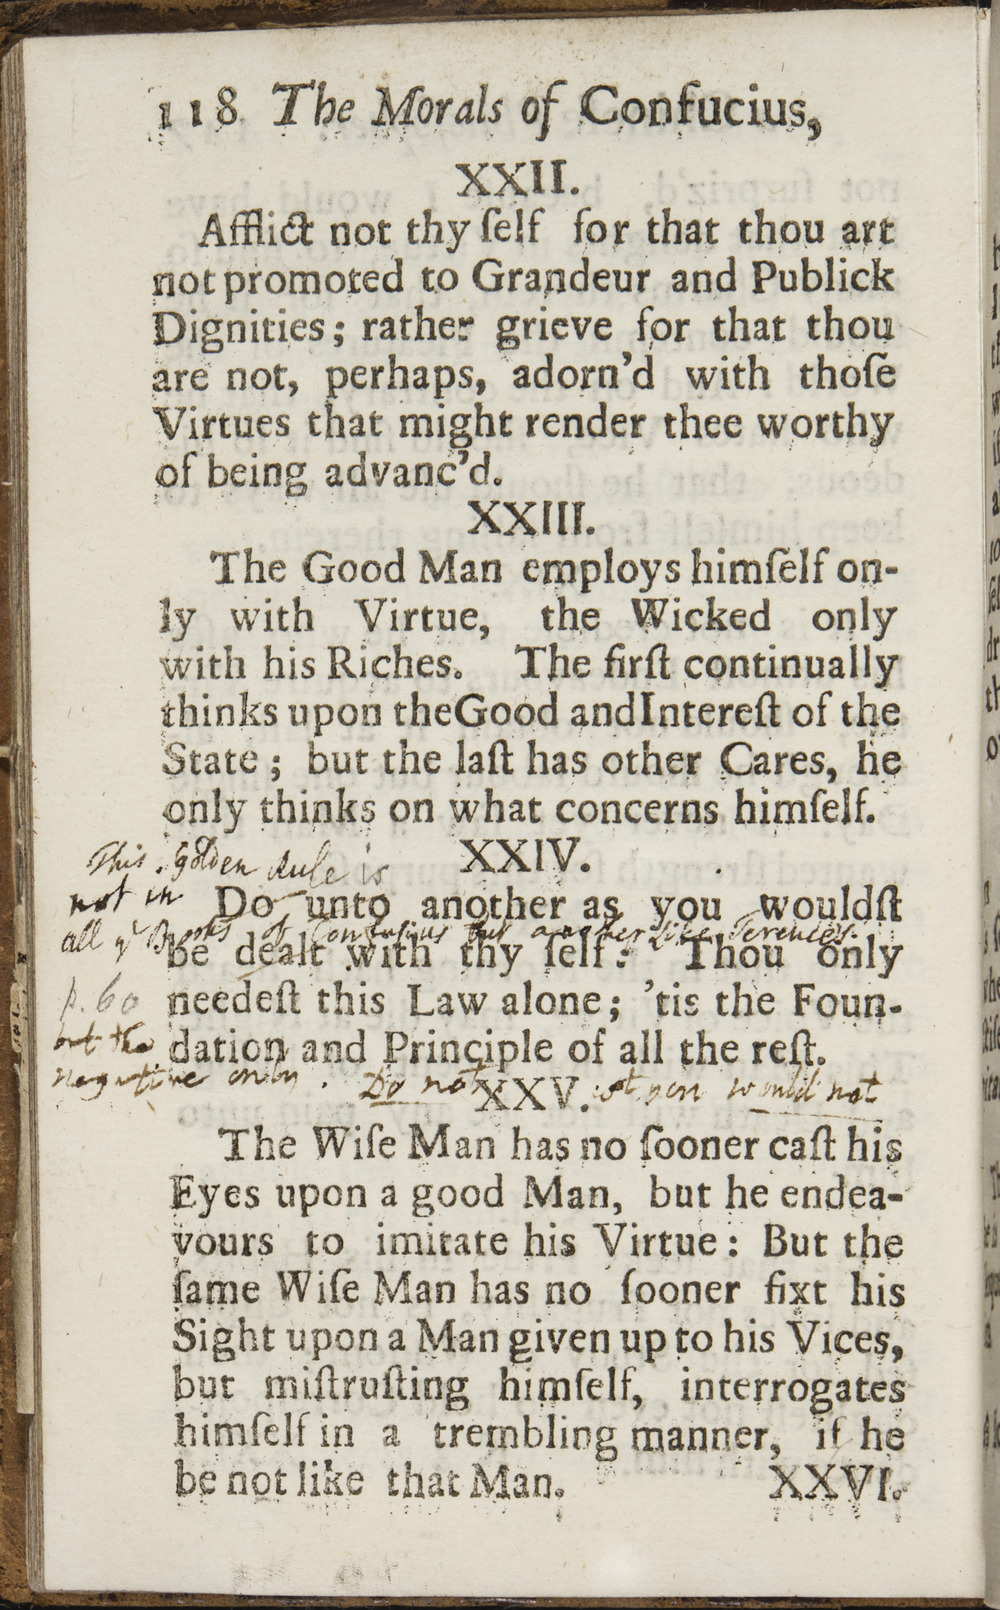 118 The Morals of Confucius,
XXII.
Afflict not thy ſelf for that thou art
not promoted to Grandeur and Publick
Dignities; rather grieve for that thou
are not, perhaps, adorn'd with thoſe
Virtues that might render thee worthy
of being advanc'd.
XXIII.
The Good Man employs himſelf on-
ly with Virtue, the Wicked only
with his Riches. The firſt continually
thinks upon the Good and Intereſt of the
State; but the laſt has other Cares, he
only thinks on what concerns himſelf.
XXIV.
This Golden Rule is
not in
Do unto another as you wouldſt
all yͤ Books of Confucius but another like Terence's.
be dealt with thy ſelf: Thou only
p. 60
needeſt this Law alone; 'tis the Foun-
but the
dation and Principle of all the reſt.
negative only. Do not wt you would not
XXV.
The Wiſe Man has no ſooner caſt his
Eyes upon a good Man, but he endea-
vours to imitate his Virtue: But the
ſame Wiſe Man has no ſooner fixt his
Sight upon a Man given up to his Vices,
but miſtruſting himſelf, interrogates
himſelf in a trembling manner, if he
be not like that Man. XXVI.